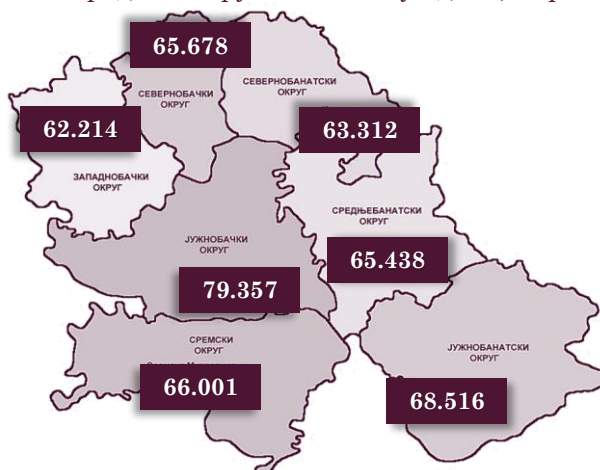 65.678
СЕВЕРНОБАЧКИ
ОКРУГ
СЕВЕРНОБАНАТСКИ
ОКРУГ
62.214
63.312
ЗАПАДНОБАЧКИ
ОКРУГ
СРЕДЊЕБАНАТСКИ
ОКРУГ
ЈУЖНОБАЧКИ
ОКРУГ
65.438
79.357
СРЕМСКИ
ОКРУГ
ЈУЖНОБАНАТСКИ
ОКРУГ
66.001
68.516